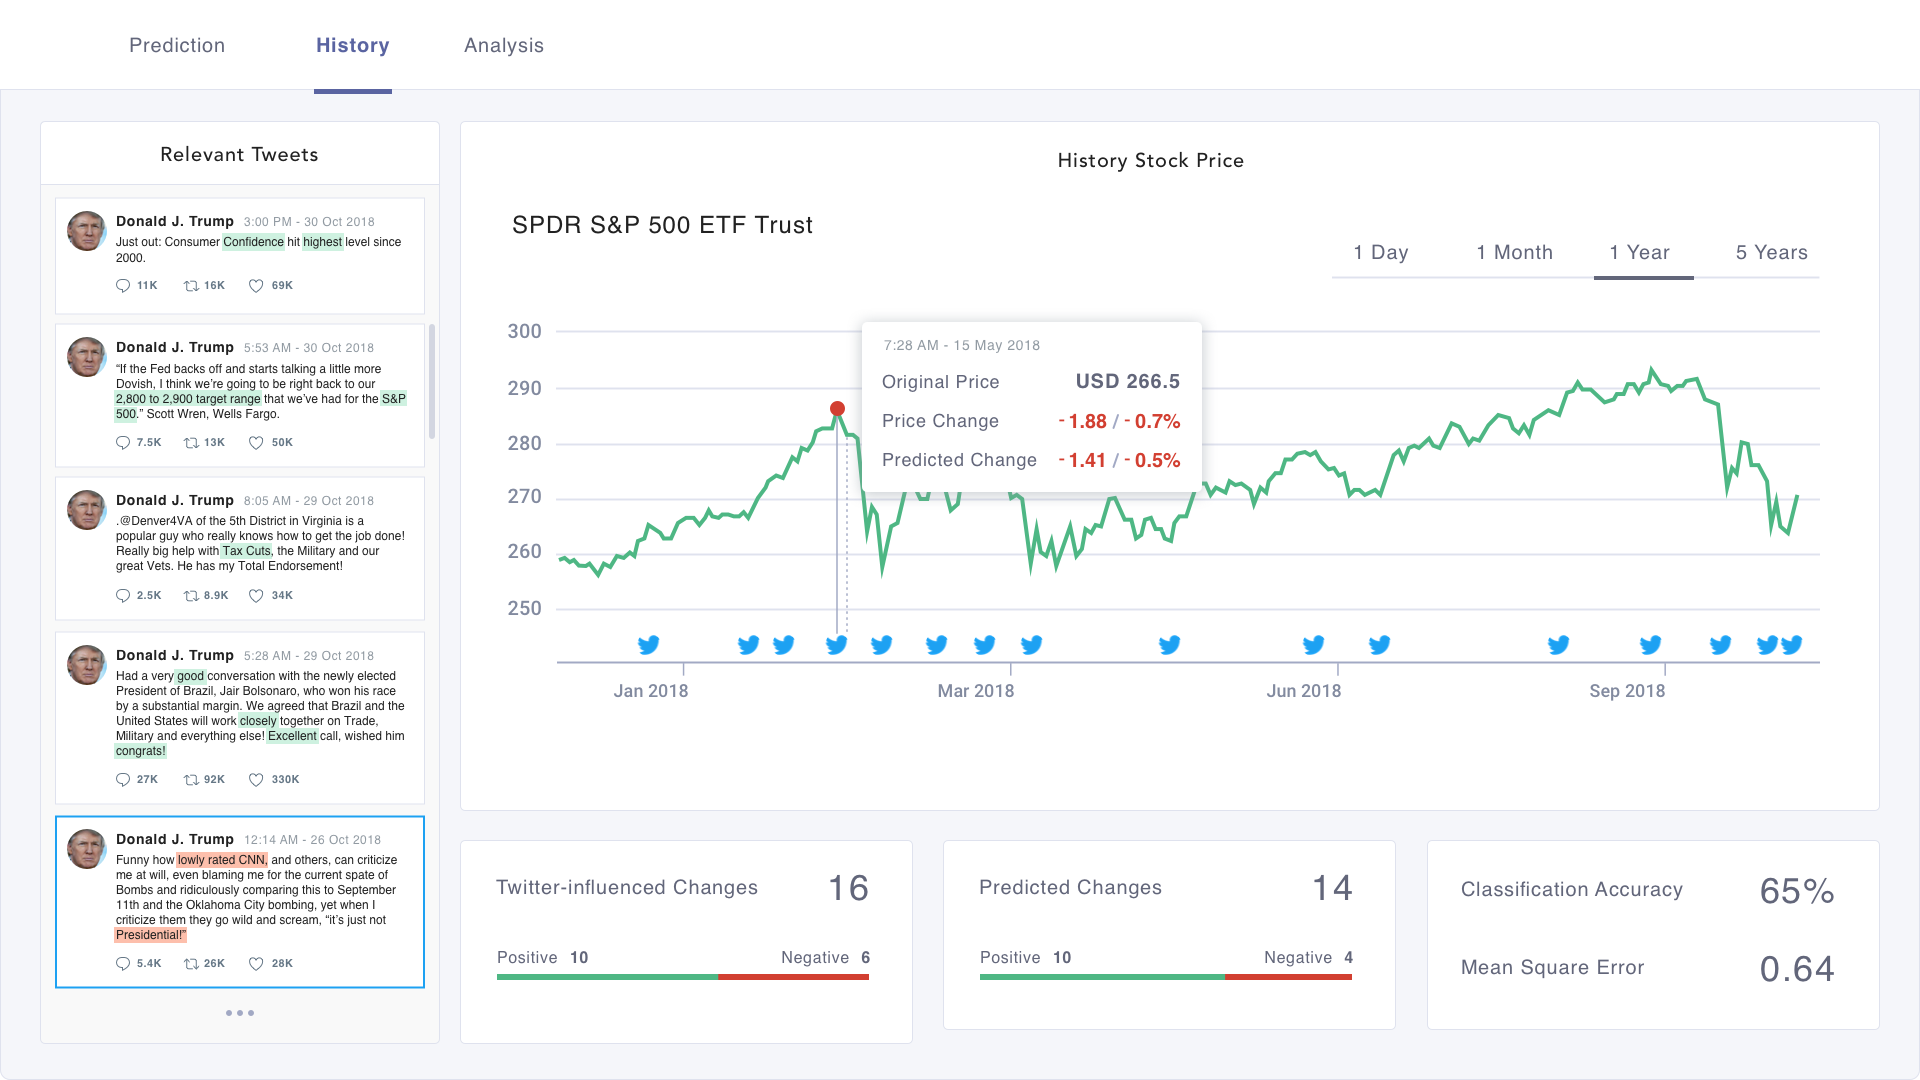 Prediction
History
Analysis
Relevant Tweets
Donald J. Trump 3:00 PM - 30 Oct 2018
Just out: Consumer Confidence hit highest level since
2000.
11K 16K 69K
Donald J. Trump 5:53 AM - 30 Oct 2018
“If the Fed backs off and starts talking a little more
Dovish, I think we’re going to be right back to our
2,800 to 2,900 target range that we’ve had for the S&P
500.” Scott Wren, Wells Fargo.
7.5K 13K 50K
Donald J. Trump 8:05 AM - 29 Oct 2018
.@Denver4VA of the 5th District in Virginia is a
popular guy who really knows how to get the job done!
Really big help with Tax Cuts, the Military and our
great Vets. He has my Total Endorsement!
2.5K 8.9K 34K
Donald J. Trump 5:28 AM - 29 Oct 2018
Had a very good conversation with the newly elected
President of Brazil, Jair Bolsonaro, who won his race
by a substantial margin. We agreed that Brazil and the
United States will work closely together on Trade,
Military and everything else! Excellent call, wished him
congrats!
27K 92K 330K
Donald J. Trump 12:14 AM - 26 Oct 2018
Funny how lowly rated CNN, and others, can criticize
me at will, even blaming me for the current spate of
Bombs and ridiculously comparing this to September
11th and the Oklahoma City bombing, yet when I
criticize them they go wild and scream, “it’s just not
Presidential!”
5.4K 26K 28K
History Stock Price
SPDR S&P 500 ETF Trust
1 Day 1 Month 1 Year 5 Years
300
290
280
270
260
250
7:28 AM - 15 May 2018
Original Price USD 266.5
Price Change -1.88 / -0.7%
Predicted Change -1.41 / -0.5%
Jan 2018 Mar 2018 Jun 2018 Sep 2018
Twitter-influenced Changes 16
Positive 10 Negative 6
Predicted Changes 14
Positive 10 Negative 4
Classification Accuracy 65%
Mean Square Error 0.64